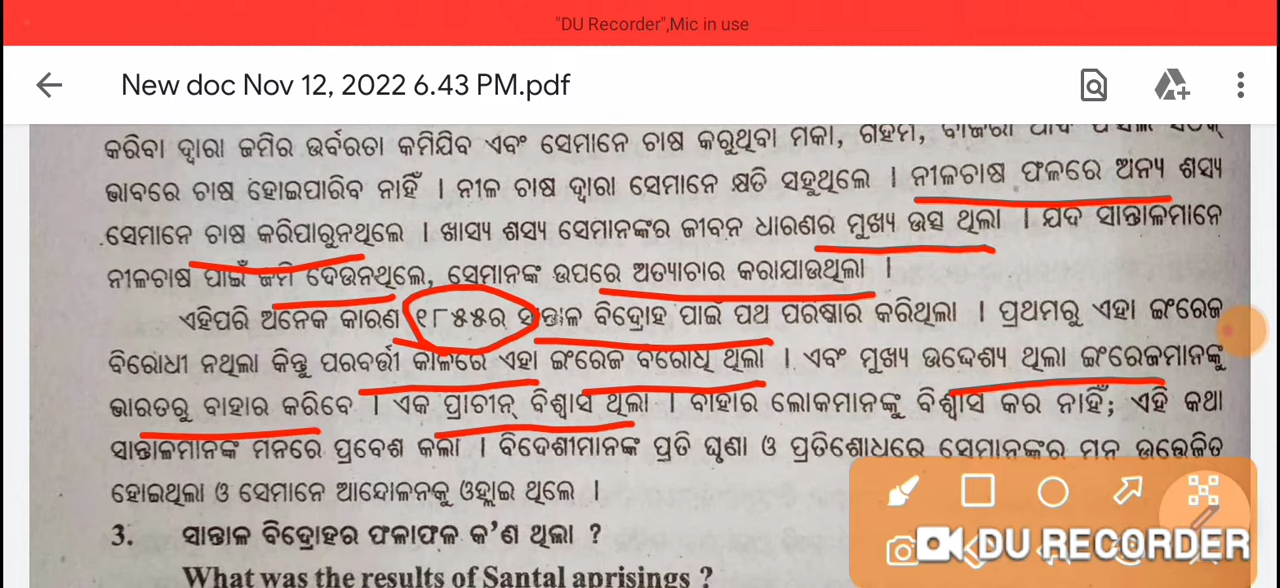 "DU Recorder",Mic in use
New doc Nov 12, 2022 6.43 PM.pdf
କରିବା ଦ୍ୱାରା ଜମିର ଉର୍ବରତା କମିଯିବ ଏବଂ ସେମାନେ ଚାଷ କରୁଥିବା ମକା, ଗହମ, ବାଜରା
ଭାବରେ ଚାଷ ହୋଇପାରିବ ନାହିଁ । ନୀଳ ଚାଷ ଦ୍ୱାରା ସେମାନେ କ୍ଷତି ସହୁଥିଲେ । ନୀଳଚାଷ ଫଳରେ ଅନ୍ୟ ଶସ୍ୟ
ସେମାନେ ଚାଷ କରିପାରୁନଥିଲେ । ଖାସ୍ୟ ଶସ୍ୟ ସେମାନଙ୍କର ଜୀବନ ଧାରଣର ମୁଖ୍ୟ ଉତ୍ସ ଥିଲା । ଯଦି ସାନ୍ତାଳମାନେ
ନୀଳଚାଷ ପାଇଁ ଜମି ଦେଉନଥିଲେ, ସେମାନଙ୍କ ଉପରେ ଅତ୍ୟାଚାର କରାଯାଉଥିଲା ।
ଏହିପରି ଅନେକ କାରଣ ୧୮୫୫ର ସାନ୍ତାଳ ବିଦ୍ରୋହ ପାଇଁ ପଥ ପରିଷ୍କାର କରିଥିଲା । ପ୍ରଥମରୁ ଏହା ଇଂରେଜ
ବିରୋଧୀ ନଥିଲା କିନ୍ତୁ ପରବର୍ତ୍ତୀ କାଳରେ ଏହା ଇଂରେଜ ବିରୋଧି ଥିଲା । ଏବଂ ମୁଖ୍ୟ ଉଦ୍ଦେଶ୍ୟ ଥିଲା ଇଂରେଜମାନଙ୍କୁ
ଭାରତରୁ ବାହାର କରିବେ । ଏକ ପ୍ରାଚୀନ୍ ବିଶ୍ୱାସ ଥିଲା । ବାହାର ଲୋକମାନଙ୍କୁ ବିଶ୍ୱାସ କର ନାହିଁ; ଏହି କଥା
ସାନ୍ତାଳମାନଙ୍କ ମନରେ ପ୍ରବେଶ କଲା । ବିଦେଶୀମାନଙ୍କ ପ୍ରତି ଘୃଣା ଓ ପ୍ରତିଶୋଧରେ ସେମାନଙ୍କର ମନ ଉତ୍ତେଜିତ
ହୋଇଥିଲା ଓ ସେମାନେ ଆନ୍ଦୋଳନକୁ ଓହ୍ଲାଇ ଥିଲେ ।
3. ସାନ୍ତାଳ ବିଦ୍ରୋହର ଫଳାଫଳ କ'ଣ ଥିଲା ?
What was the results of Santal aprisings ?
DU RECORDER